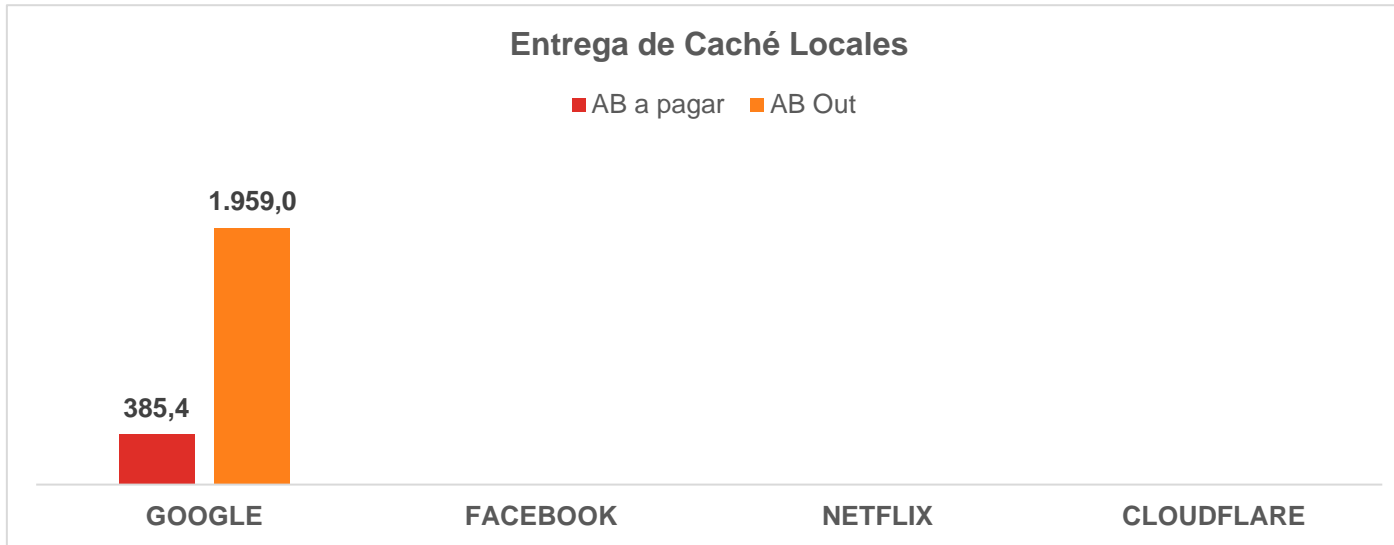 Entrega de Caché Locales
AB a pagar AB Out
1.959,0
385,4
GOOGLE FACEBOOK NETFLIX CLOUDFLARE